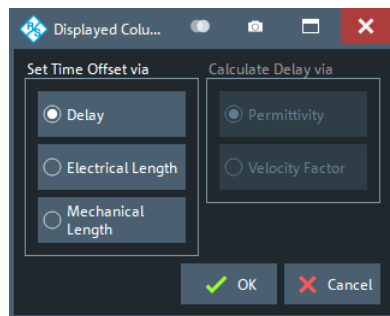 Displayed Colu...
Set Time Offset via
Calculate Delay via
Delay
Permittivity
Electrical Length
Velocity Factor
Mechanical
Length
OK
Cancel